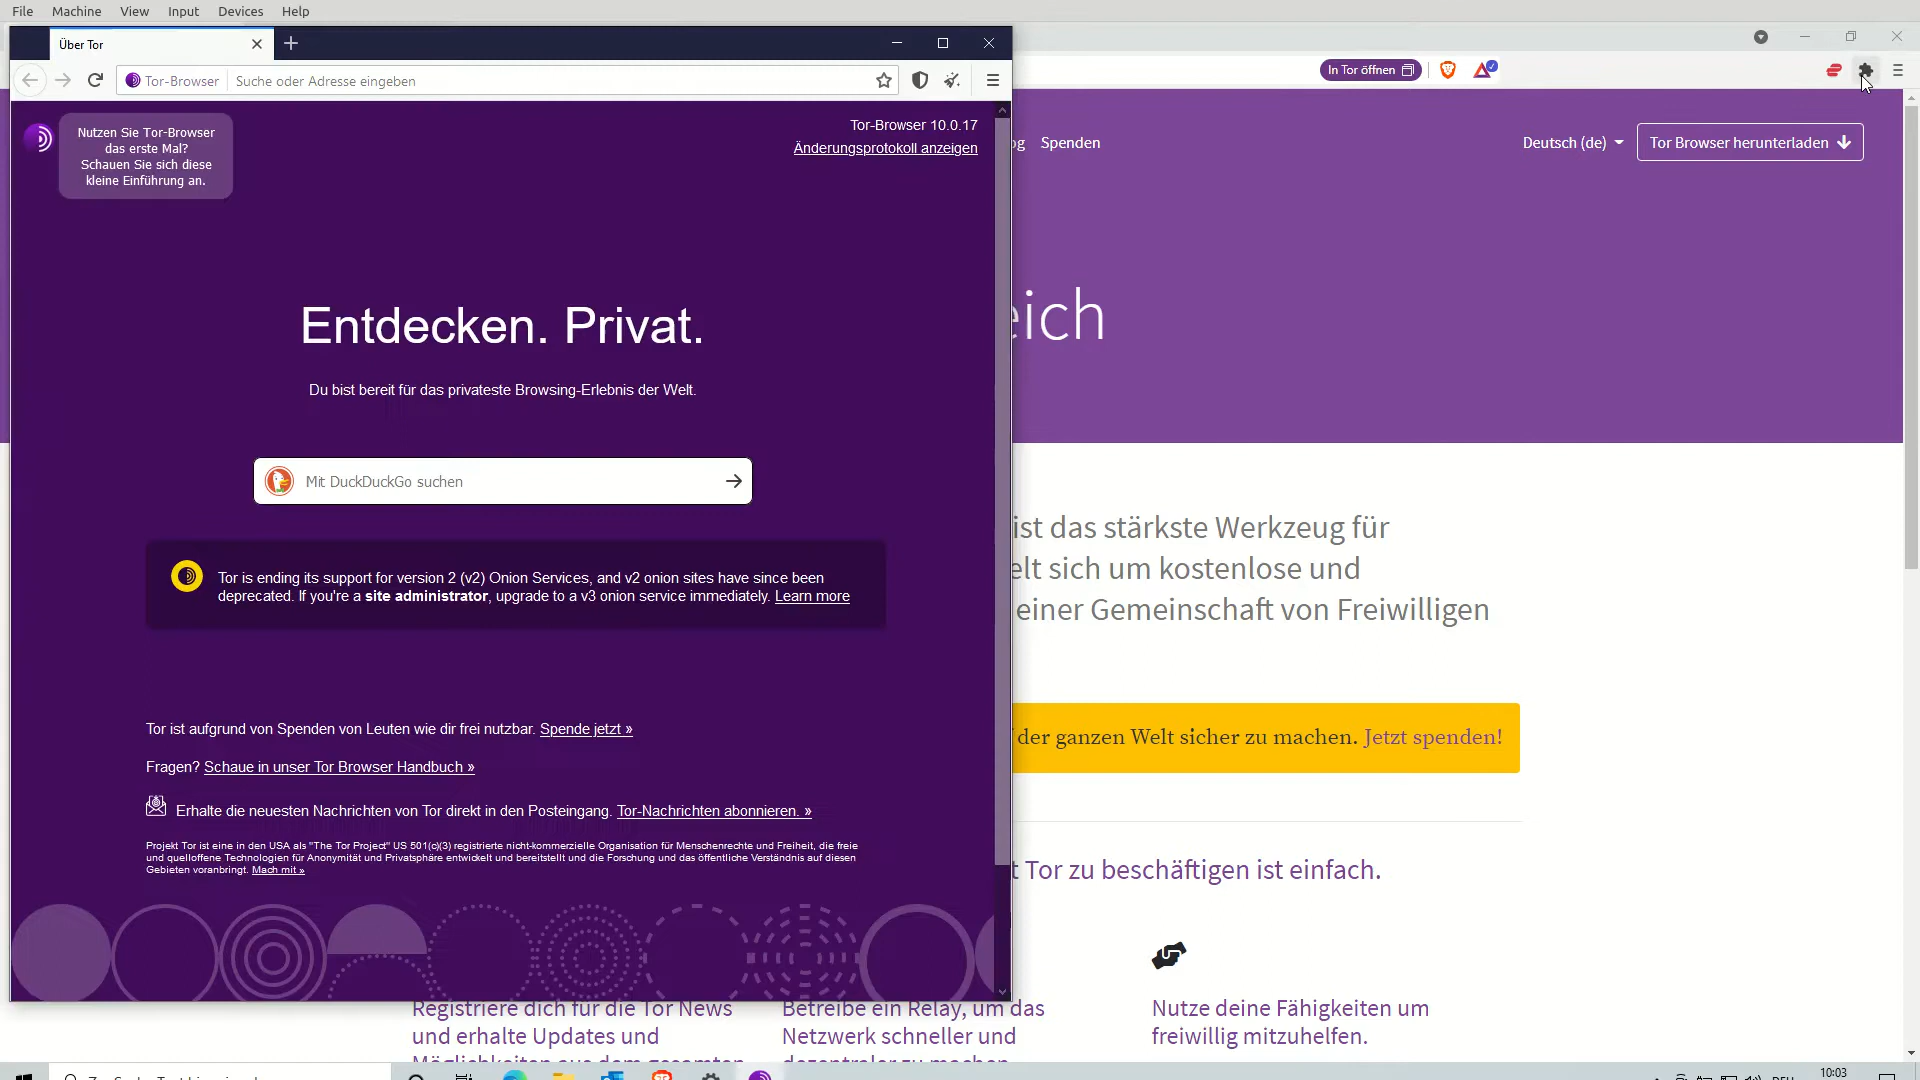 File Machine View Input Devices Help
Über Tor
Tor-Browser Suche oder Adresse eingeben
In Tor öffnen
Nutzen Sie Tor-Browser
das erste Mal?
Schauen Sie sich diese
kleine Einführung an.
Tor-Browser 10.0.17
Änderungsprotokoll anzeigen
og Spenden
Deutsch (de)
Tor Browser herunterladen
Entdecken. Privat.
eich
Du bist bereit für das privateste Browsing-Erlebnis der Welt.
Mit DuckDuckGo suchen
Tor is ending its support for version 2 (v2) Onion Services, and v2 onion sites have since been
deprecated. If you're a site administrator, upgrade to a v3 onion service immediately. Learn more
ist das stärkste Werkzeug für
elt sich um kostenlose und
einer Gemeinschaft von Freiwilligen
Tor ist aufgrund von Spenden von Leuten wie dir frei nutzbar. Spende jetzt »
der ganzen Welt sicher zu machen. Jetzt spenden!
Fragen? Schaue in unser Tor Browser Handbuch »
Erhalte die neuesten Nachrichten von Tor direkt in den Posteingang. Tor-Nachrichten abonnieren. »
Projekt Tor ist eine in den USA als "The Tor Project" US 501(c)(3) registrierte nicht-kommerzielle Organisation für Menschenrechte und Freiheit, die freie
und quelloffene Technologien für Anonymität und Privatsphäre entwickelt und bereitstellt und die Forschung und das öffentliche Verständnis auf diesen
Gebieten voranbringt. Mach mit »
t Tor zu beschäftigen ist einfach.
Registriere dich für die Tor News
und erhalte Updates und
Möglichkeiten aus dem gesamten
Betreibe ein Relay, um das
Netzwerk schneller und
dezentraler zu machen
Nutze deine Fähigkeiten um
freiwillig mitzuhelfen.
10:03